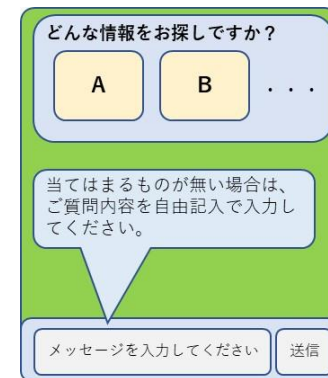 どんな情報をお探しですか？
A B ...
当てはまるものが無い場合は、
ご質問内容を自由記入で入力し
てください。
メッセージを入力してください 送信